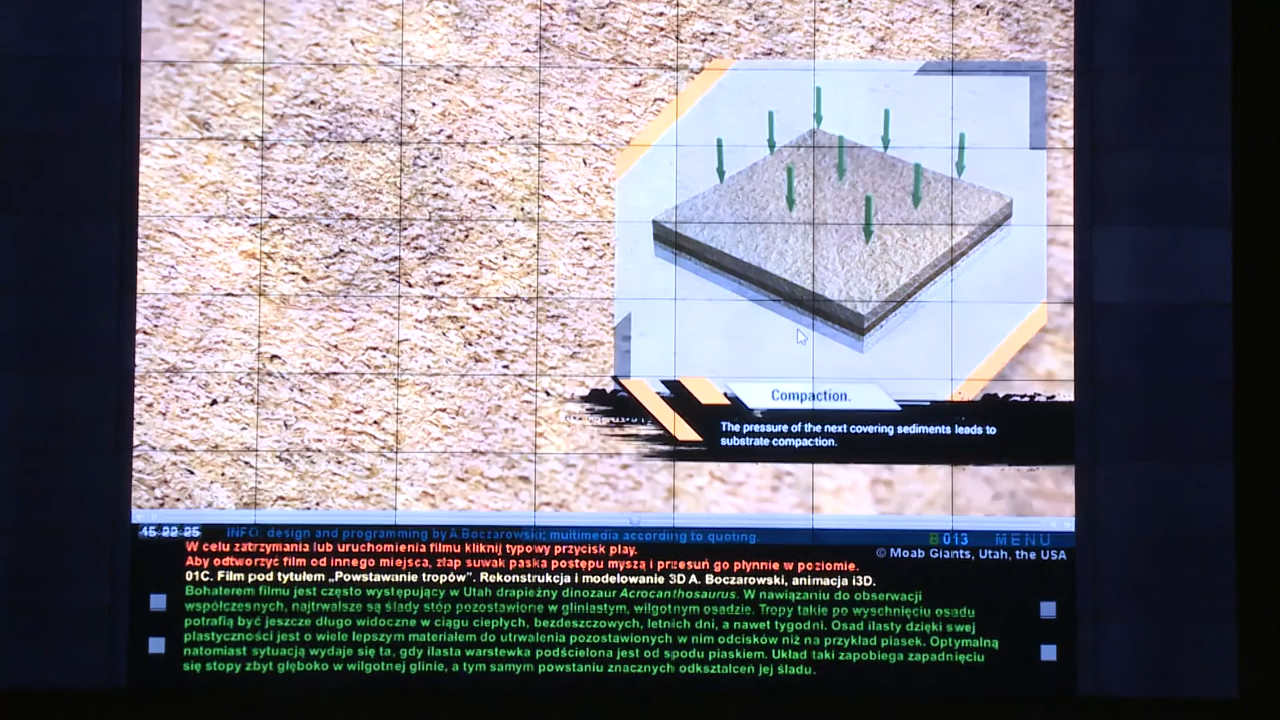 Compaction.
The pressure of the next covering sediments leads to
substrate compaction.
INFO: design and programming by A.Boczarowski; multimedia according to quoting.
B 013 MENU
W celu zatrzymania lub uruchomienia filmu kliknij typowy przycisk play.
© Moab Giants, Utah, the USA
Aby odtworzyć film od innego miejsca, złap suwak paska postępu myszą i przesuń go płynnie w poziomie.
01C. Film pod tytułem „Powstawanie tropów”. Rekonstrukcja i modelowanie 3D A. Boczarowski, animacja i3D.
Bohaterem filmu jest często występujący w Utah drapieżny dinozaur Acrocanthosaurus. W nawiązaniu do obserwacji
współczesnych, najtrwalsze są ślady stóp pozostawione w gliniastym, wilgotnym osadzie. Tropy takie po wyschnięciu osadu
potrafią być jeszcze długo widoczne w ciągu ciepłych, bezdeszczowych, letnich dni, a nawet tygodni. Osad ilasty dzięki swej
plastyczności jest o wiele lepszym materiałem do utrwalenia pozostawionych w nim odcisków niż na przykład piasek. Optymalną
natomiast sytuacją wydaje się ta, gdy ilasta warstewka podścielona jest od spodu piaskiem. Układ taki zapobiega zapadnięciu
się stopy zbyt głęboko w wilgotnej glinie, a tym samym powstaniu znacznych odkształceń jej śladu.